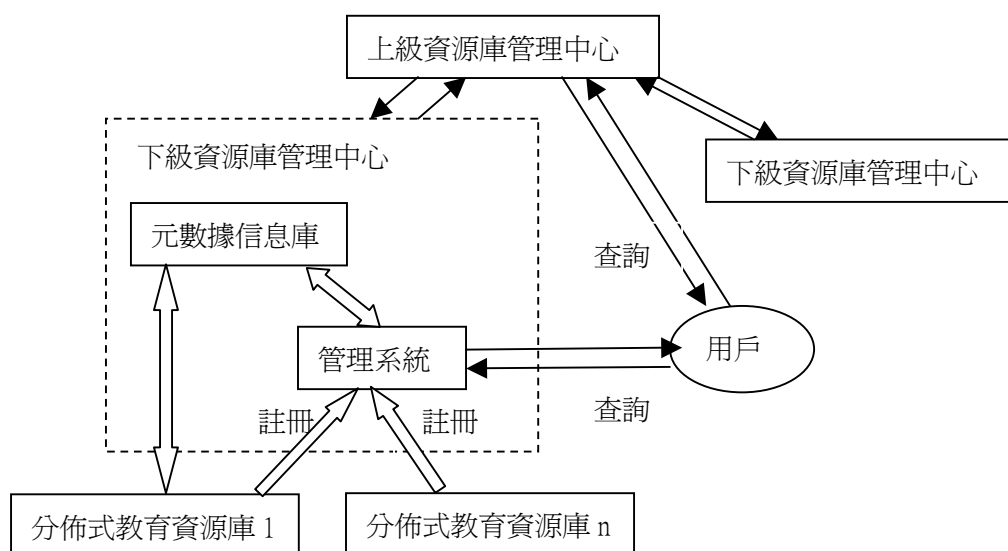 上級資源庫管理中心
下級資源庫管理中心
下級資源庫管理中心
元數據信息庫
查詢
管理系統
用戶
註冊
註冊
查詢
分佈式教育資源庫 1
分佈式教育資源庫 n